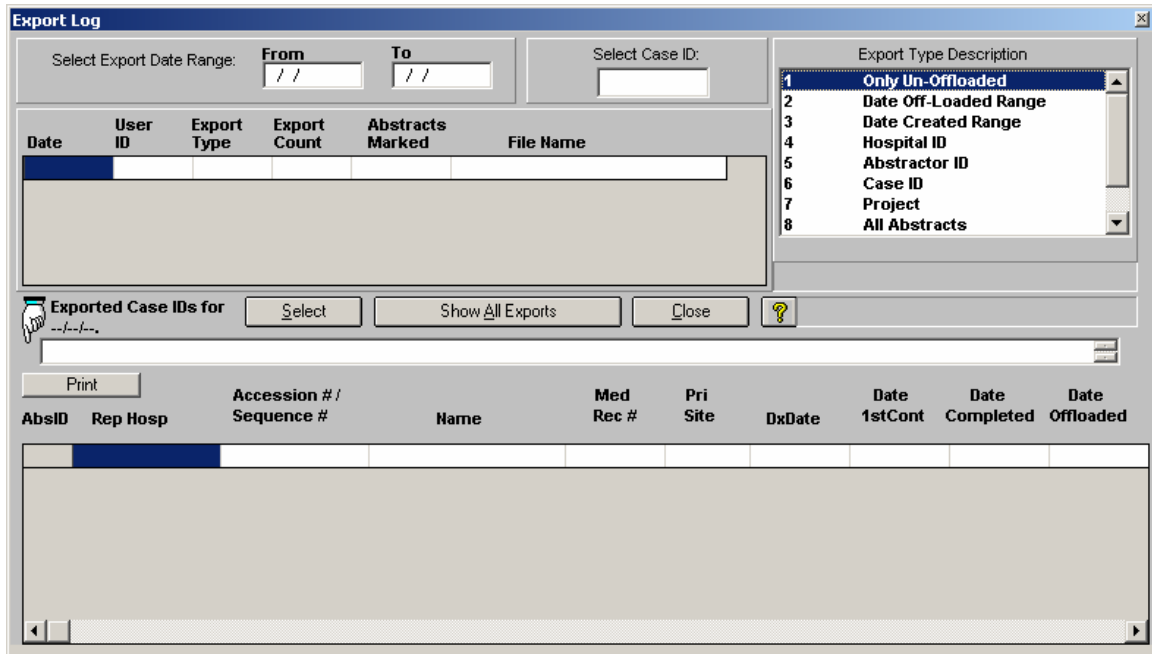 Export Log
Select Export Date Range:
From
To
/ /
/ /
Select Case ID:
Export Type Description
1 Only Un-Offloaded
2 Date Off-Loaded Range
3 Date Created Range
4 Hospital ID
5 Abstractor ID
6 Case ID
7 Project
8 All Abstracts
Date
User
ID
Export
Type
Export
Count
Abstracts
Marked
File Name
Exported Case IDs for
--/--/--.
Select
Show All Exports
Close
?
Print
AbsID
Rep Hosp
Accession # /
Sequence #
Name
Med
Rec #
Pri
Site
DxDate
Date
1stCont
Date
Completed
Date
Offloaded